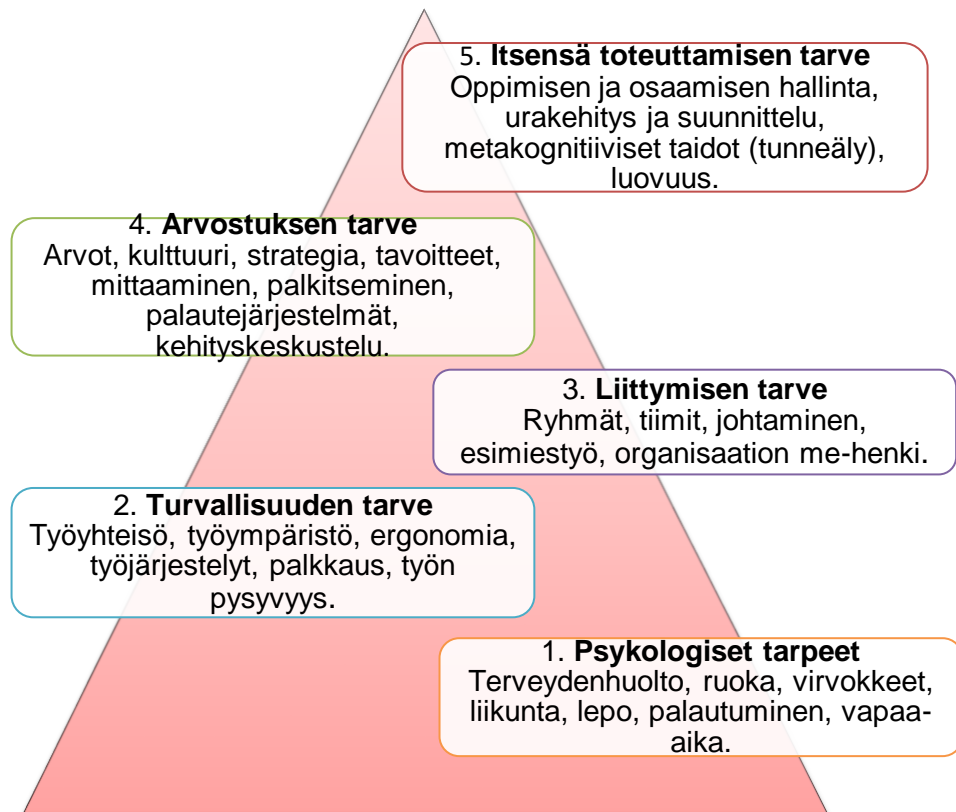 5. Itsensä toteuttamisen tarve
Oppimisen ja osaamisen hallinta,
urakehitys ja suunnittelu,
metakognitiiviset taidot (tunneäly),
luovuus.
4. Arvostuksen tarve
Arvot, kulttuuri, strategia, tavoitteet,
mittaaminen, palkitseminen,
palautejärjestelmät,
kehityskeskustelu.
3. Liittymisen tarve
Ryhmät, tiimit, johtaminen,
esimiestyö, organisaation me-henki.
2. Turvallisuuden tarve
Työyhteisö, työympäristö, ergonomia,
työjärjestelyt, palkkaus, työn
pysyvyys.
1. Psykologiset tarpeet
Terveydenhuolto, ruoka, virvokkeet,
liikunta, lepo, palautuminen, vapaa-
aika.